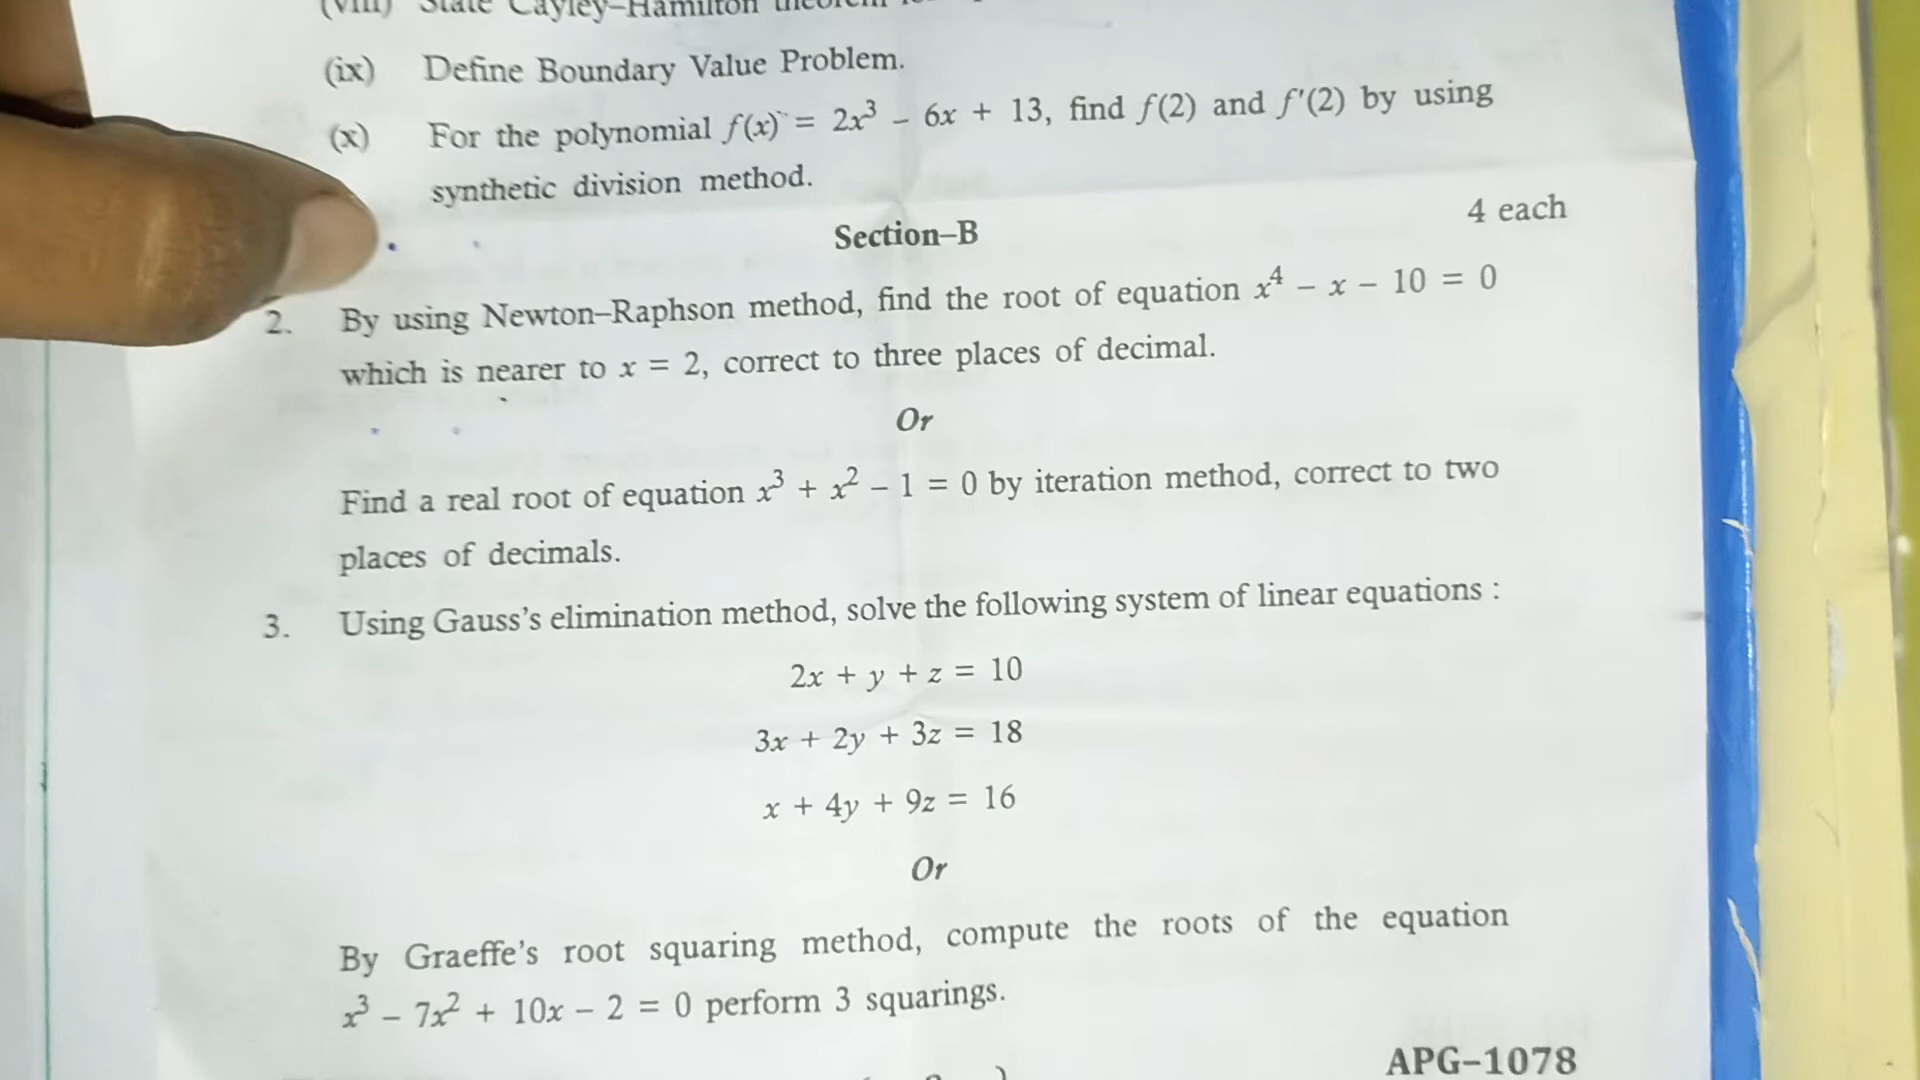 (viii) State Cayley–Hamilton theorem
(ix) Define Boundary Value Problem.
(x) For the polynomial f(x) = 2x³ – 6x + 13, find f(2) and f'(2) by using
synthetic division method.
Section–B
4 each
2. By using Newton–Raphson method, find the root of equation x⁴ – x – 10 = 0
which is nearer to x = 2, correct to three places of decimal.
Or
Find a real root of equation x³ + x² – 1 = 0 by iteration method, correct to two
places of decimals.
3. Using Gauss's elimination method, solve the following system of linear equations :
2x + y + z = 10
3x + 2y + 3z = 18
x + 4y + 9z = 16
Or
By Graeffe's root squaring method, compute the roots of the equation
x³ – 7x² + 10x – 2 = 0 perform 3 squarings.
APG–1078